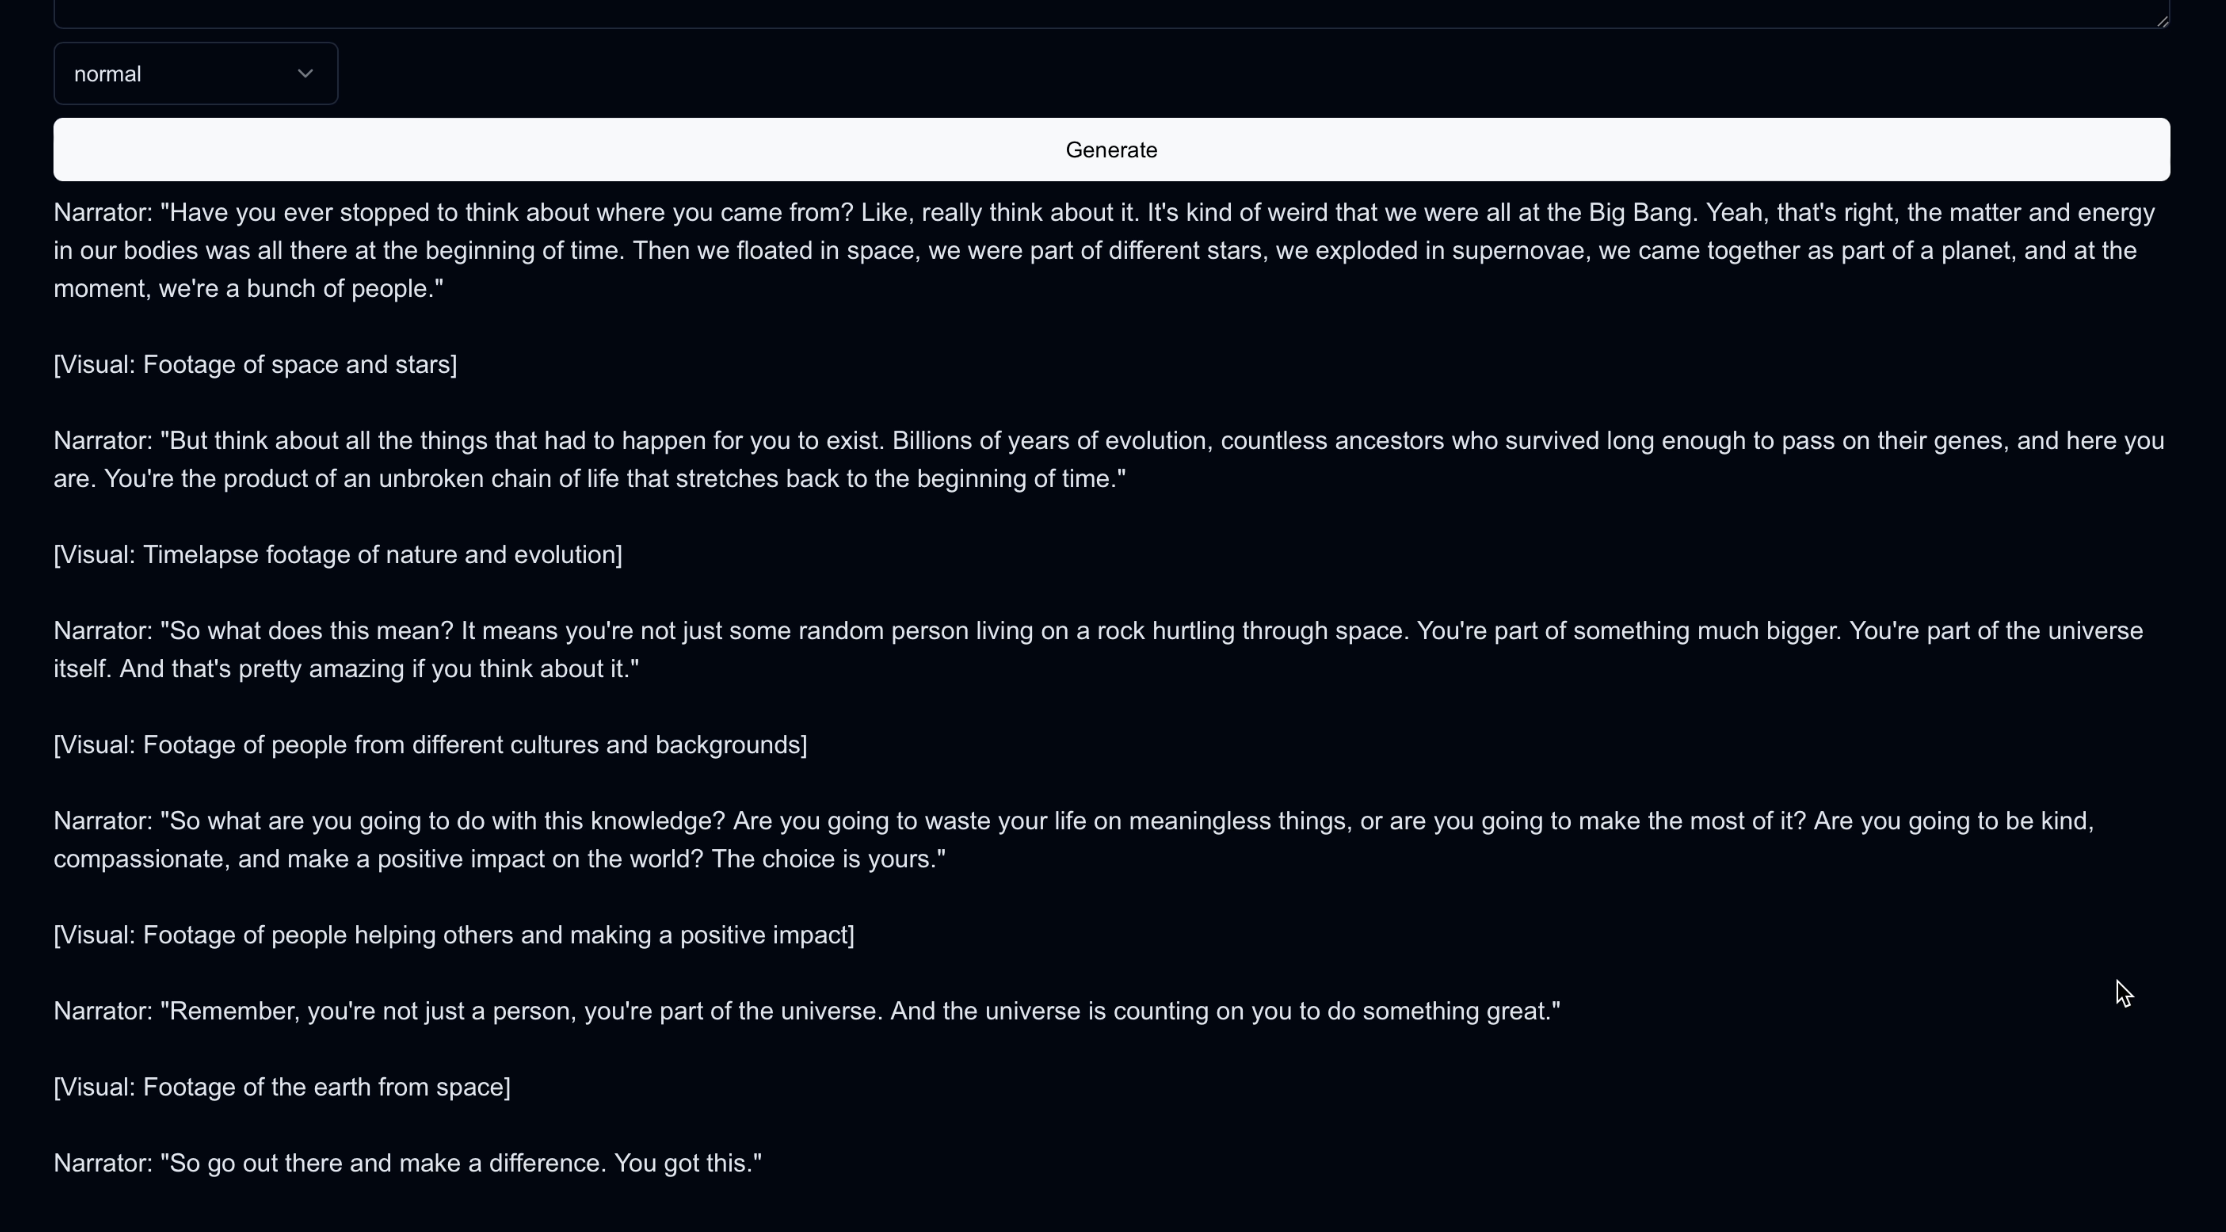 normal
Generate
Narrator: "Have you ever stopped to think about where you came from? Like, really think about it. It's kind of weird that we were all at the Big Bang. Yeah, that's right, the matter and energy
in our bodies was all there at the beginning of time. Then we floated in space, we were part of different stars, we exploded in supernovae, we came together as part of a planet, and at the
moment, we're a bunch of people."
[Visual: Footage of space and stars]
Narrator: "But think about all the things that had to happen for you to exist. Billions of years of evolution, countless ancestors who survived long enough to pass on their genes, and here you
are. You're the product of an unbroken chain of life that stretches back to the beginning of time."
[Visual: Timelapse footage of nature and evolution]
Narrator: "So what does this mean? It means you're not just some random person living on a rock hurtling through space. You're part of something much bigger. You're part of the universe
itself. And that's pretty amazing if you think about it."
[Visual: Footage of people from different cultures and backgrounds]
Narrator: "So what are you going to do with this knowledge? Are you going to waste your life on meaningless things, or are you going to make the most of it? Are you going to be kind,
compassionate, and make a positive impact on the world? The choice is yours."
[Visual: Footage of people helping others and making a positive impact]
Narrator: "Remember, you're not just a person, you're part of the universe. And the universe is counting on you to do something great."
[Visual: Footage of the earth from space]
Narrator: "So go out there and make a difference. You got this."